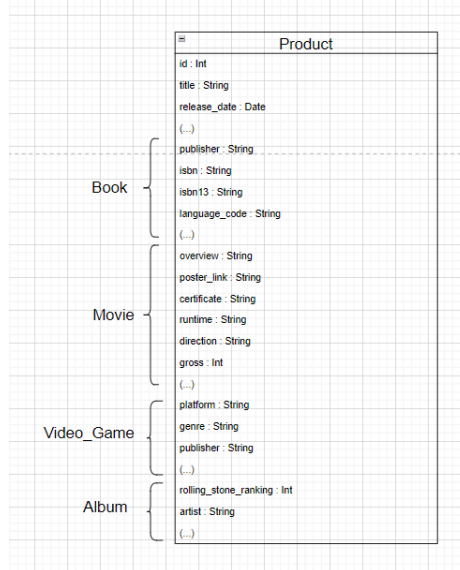 Product
id : Int
title : String
release_date : Date
(...)
Book
publisher : String
isbn : String
isbn13 : String
language_code : String
(...)
Movie
overview : String
poster_link : String
certificate : String
runtime : String
direction : String
gross : Int
(...)
Video_Game
platform : String
genre : String
publisher : String
(...)
Album
rolling_stone_ranking : Int
artist : String
(...)